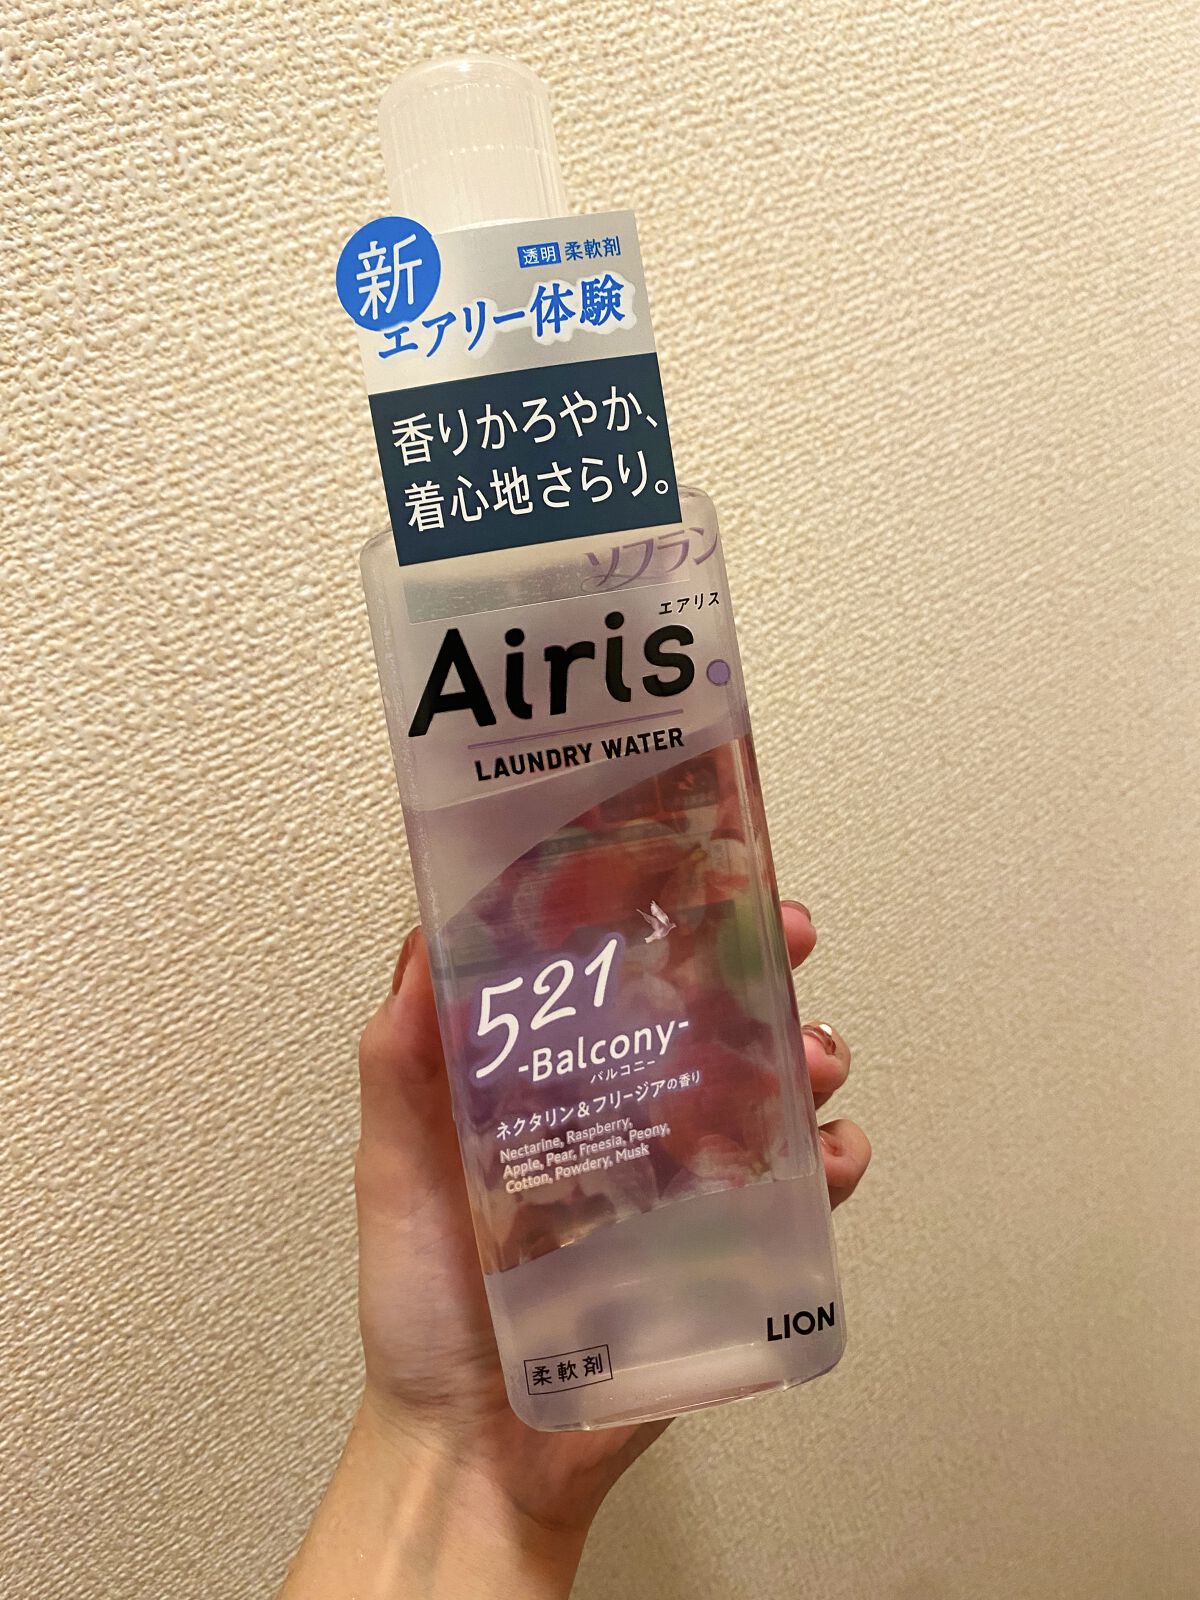 新
透明 柔軟剤
エアリー体験
香りかろやか、
着心地さらり。
ソフラン
エアリス
Airis.
LAUNDRY WATER
521
-Balcony-
バルコニー
ネクタリン&フリージアの香り
Nectarine, Raspberry,
Apple, Pear, Freesia, Peony,
Cotton, Powdery, Musk
LION
柔軟剤